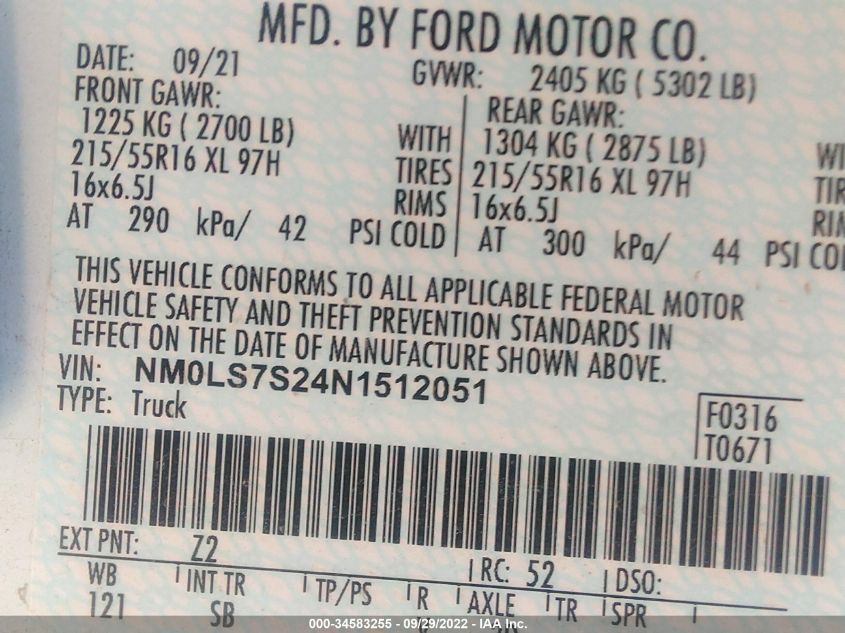 MFD. BY FORD MOTOR CO.
DATE: 09/21 GVWR: 2405 KG ( 5302 LB)
FRONT GAWR: REAR GAWR:
1225 KG ( 2700 LB) WITH 1304 KG ( 2875 LB)
215/55R16 XL 97H TIRES 215/55R16 XL 97H
16x6.5J RIMS 16x6.5J
AT 290 kPa/ 42 PSI COLD AT 300 kPa/ 44 PSI
THIS VEHICLE CONFORMS TO ALL APPLICABLE FEDERAL MOTOR
VEHICLE SAFETY AND THEFT PREVENTION STANDARDS IN
EFFECT ON THE DATE OF MANUFACTURE SHOWN ABOVE.
VIN: NM0LS7S24N1512051
TYPE: Truck F0316
T0671
EXT PNT: Z2 RC: 52 DSO:
WB INT TR TP/PS R AXLE TR SPR
121 SB
000-34583255 - 09/29/2022 - IAA Inc.